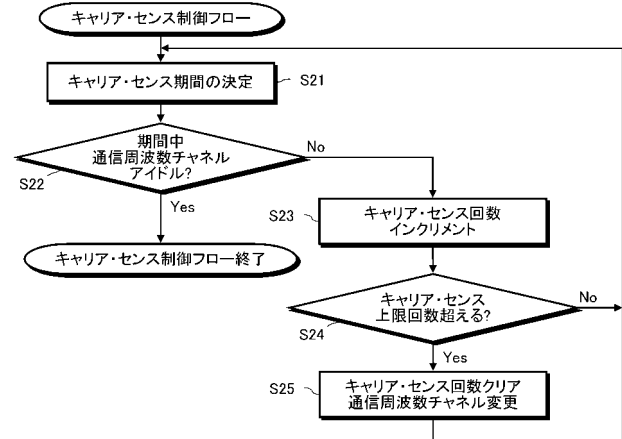 キャリア・センス制御フロー
キャリア・センス期間の決定
S21
期間中
通信周波数チャネル
アイドル?
No
S22
Yes
S23
キャリア・センス回数
インクリメント
キャリア・センス制御フロー終了
キャリア・センス
上限回数超える?
No
S24
Yes
S25
キャリア・センス回数クリア
通信周波数チャネル変更